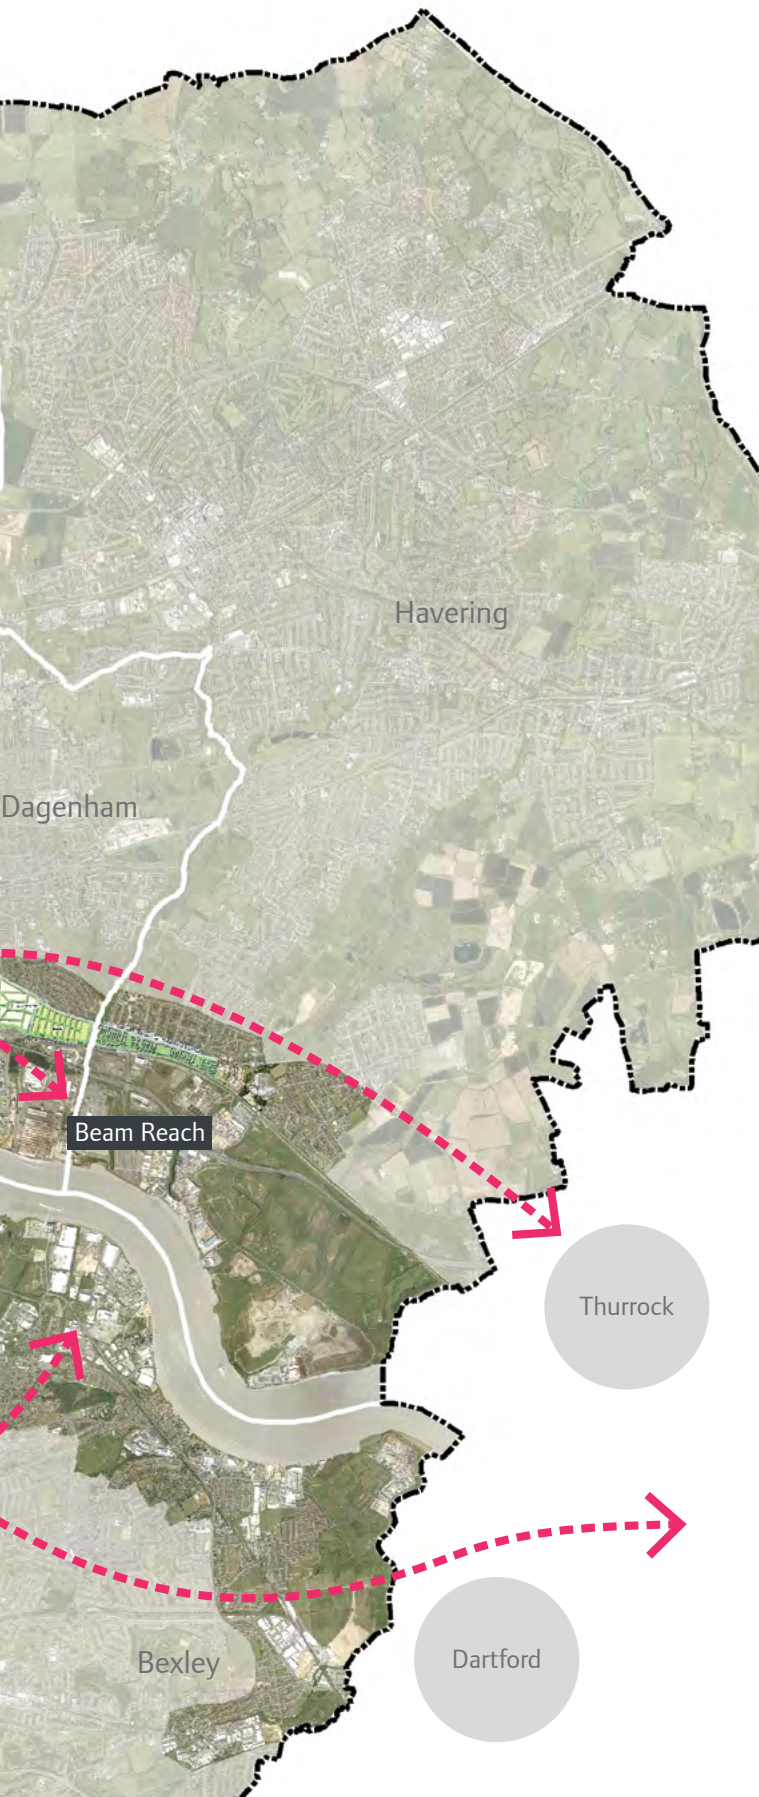 Havering
Dagenham
Beam Reach
Thurrock
Bexley
Dartford